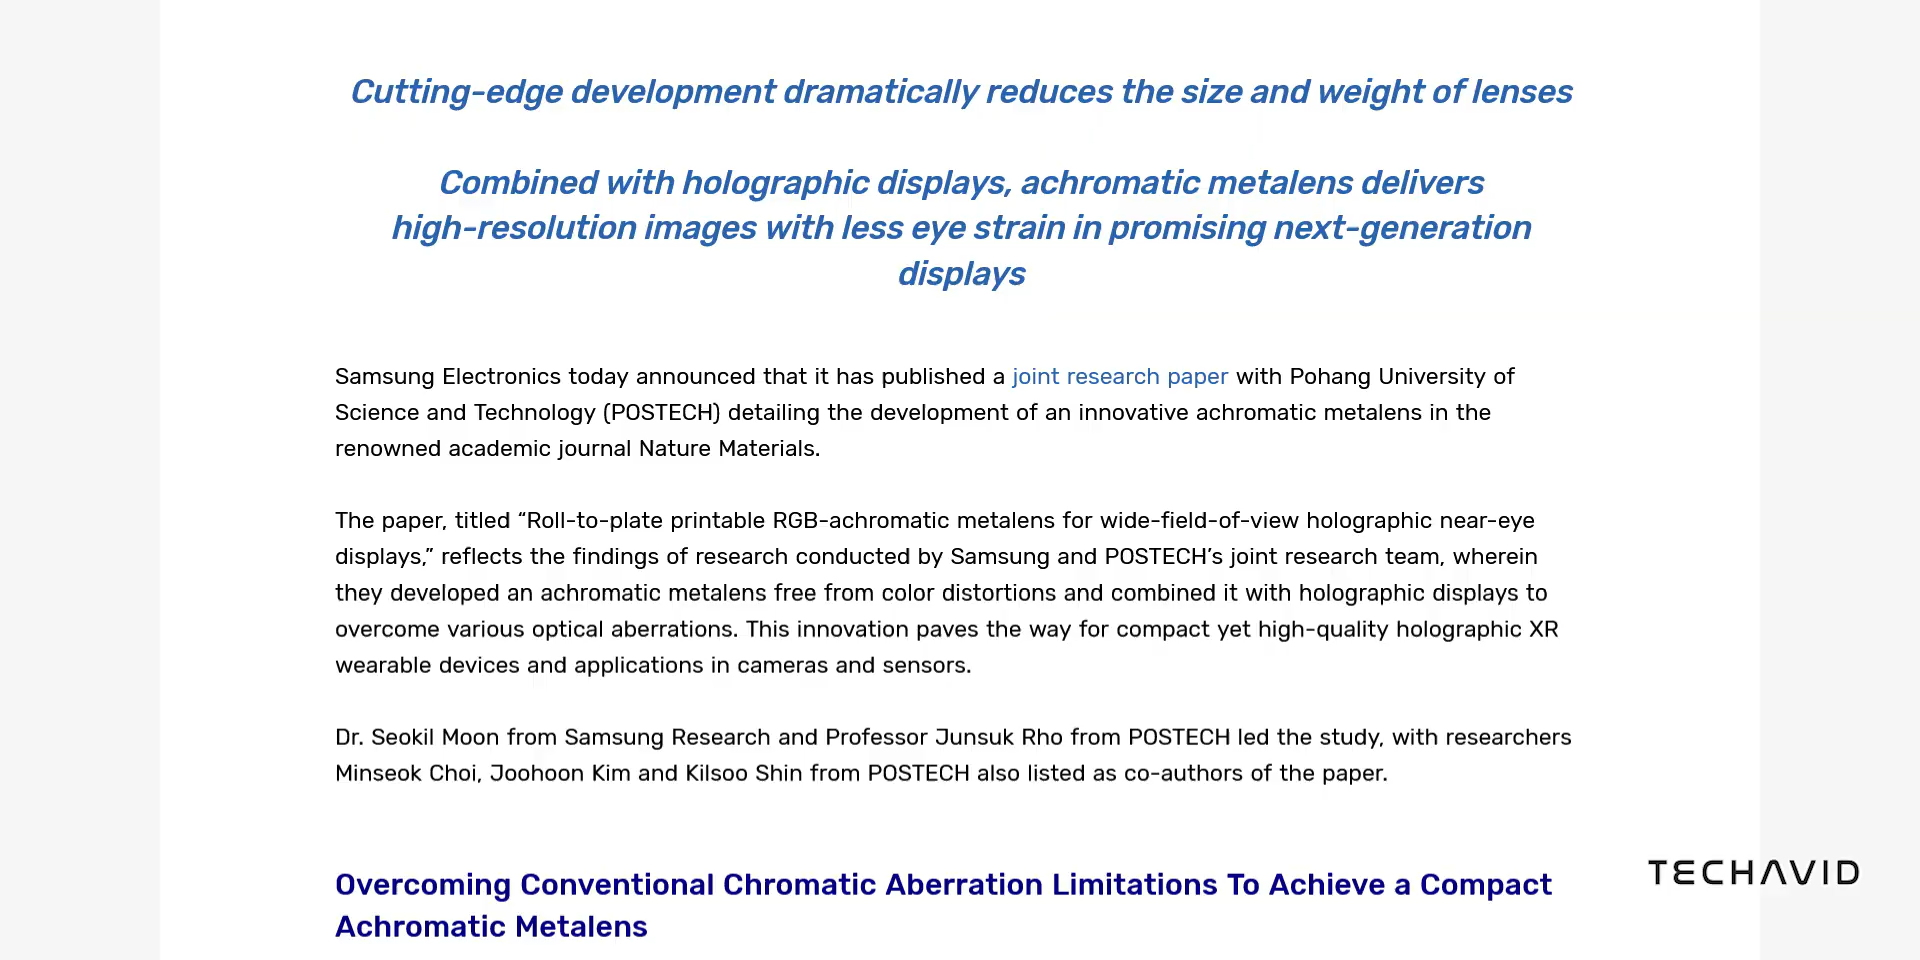 Cutting-edge development dramatically reduces the size and weight of lenses
Combined with holographic displays, achromatic metalens delivers
high-resolution images with less eye strain in promising next-generation
displays
Samsung Electronics today announced that it has published a joint research paper with Pohang University of
Science and Technology (POSTECH) detailing the development of an innovative achromatic metalens in the
renowned academic journal Nature Materials.
The paper, titled “Roll-to-plate printable RGB-achromatic metalens for wide-field-of-view holographic near-eye
displays,” reflects the findings of research conducted by Samsung and POSTECH’s joint research team, wherein
they developed an achromatic metalens free from color distortions and combined it with holographic displays to
overcome various optical aberrations. This innovation paves the way for compact yet high-quality holographic XR
wearable devices and applications in cameras and sensors.
Dr. Seokil Moon from Samsung Research and Professor Junsuk Rho from POSTECH led the study, with researchers
Minseok Choi, Joohoon Kim and Kilsoo Shin from POSTECH also listed as co-authors of the paper.
TECHAVID
Overcoming Conventional Chromatic Aberration Limitations To Achieve a Compact
Achromatic Metalens